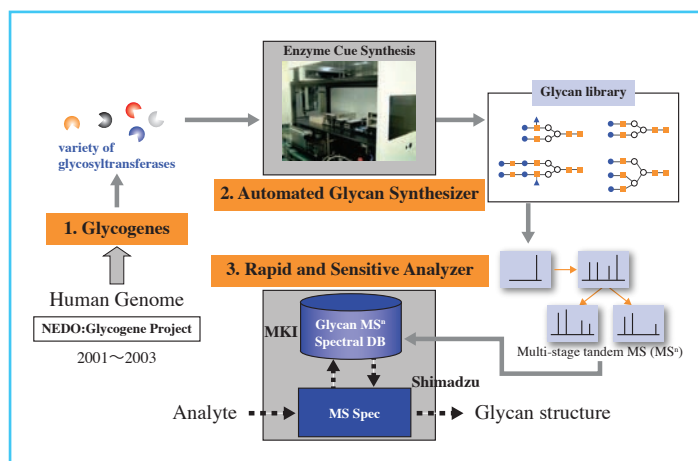 Enzyme Cue Synthesis
Glycan library
variety of
glycosyltransferases
2. Automated Glycan Synthesizer
1. Glycogenes
3. Rapid and Sensitive Analyzer
Human Genome
NEDO:Glycogene Project
2001〜2003
MKI
Glycan MSⁿ
Spectral DB
Multi-stage tandem MS (MSⁿ)
Shimadzu
Analyte
MS Spec
Glycan structure